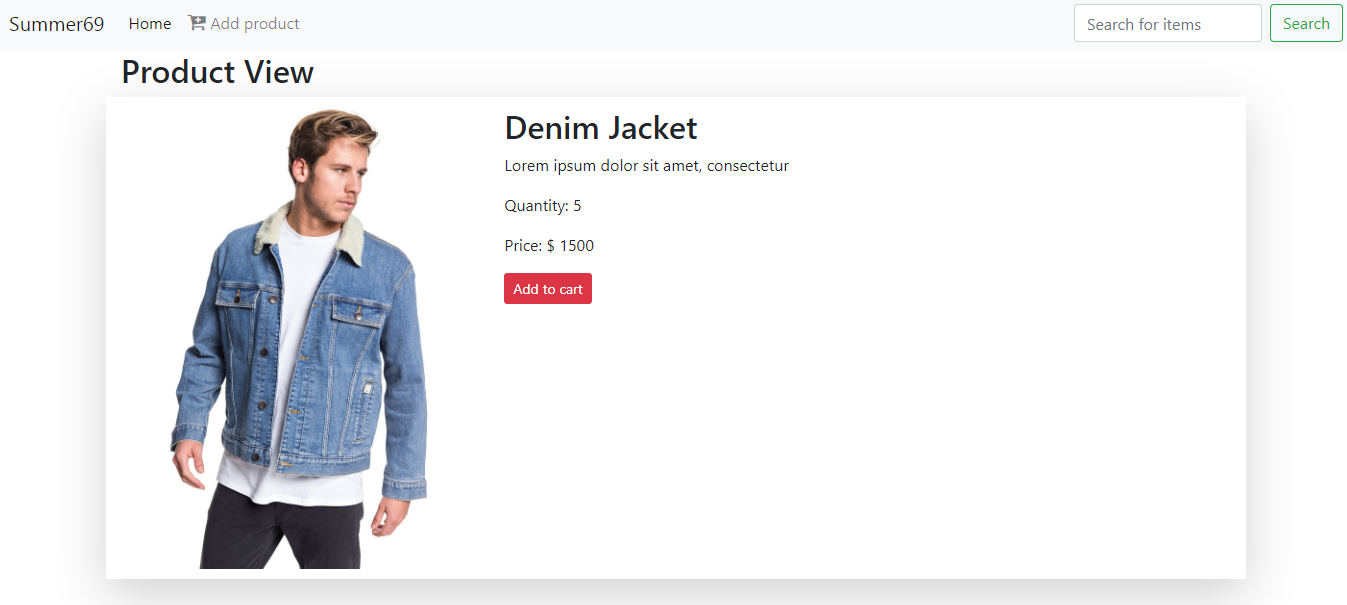 Summer69 Home Add product Search for items Search
Product View
Denim Jacket
Lorem ipsum dolor sit amet, consectetur
Quantity: 5
Price: $ 1500
Add to cart